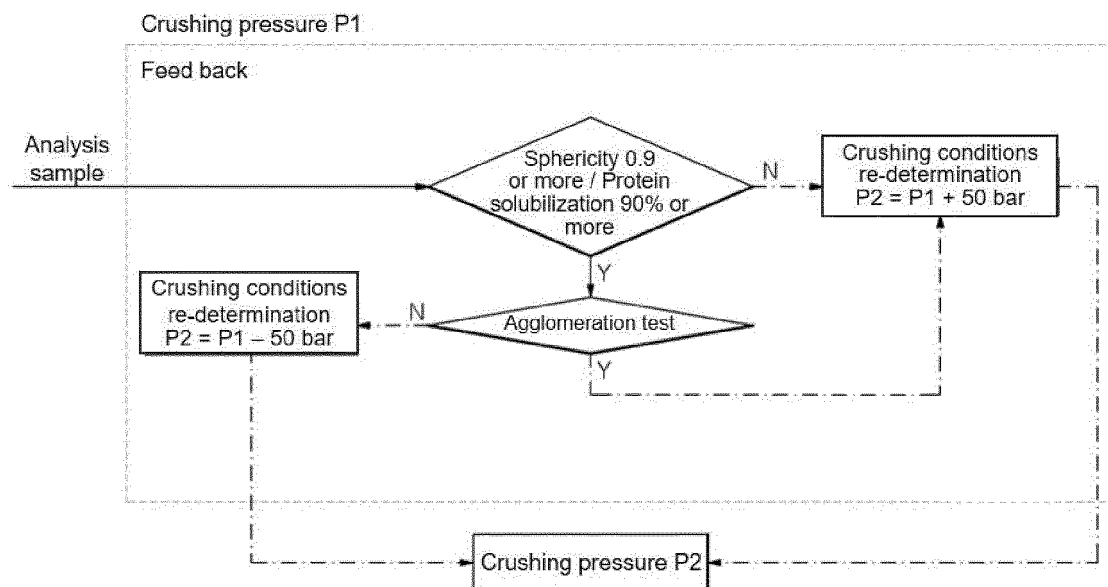 Crushing pressure P1
Feed back
Analysis
sample
Sphericity 0.9
or more / Protein
solubilization 90% or
more
N
Crushing conditions
re-determination
P2 = P1 + 50 bar
Y
Crushing conditions
re-determination
P2 = P1 – 50 bar
N
Agglomeration test
Y
Crushing pressure P2